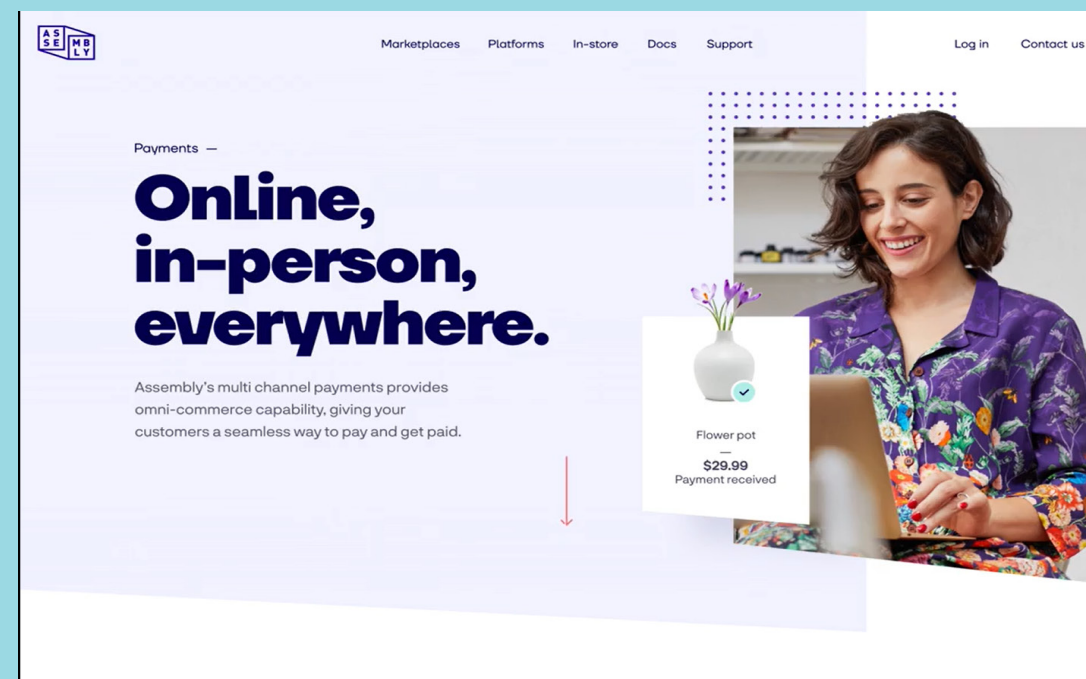 AS
SE MB
LY
Marketplaces Platforms In-store Docs Support Log in Contact us
Payments —
Online,
in-person,
everywhere.
Assembly's multi channel payments provides
omni-commerce capability, giving your
customers a seamless way to pay and get paid.
Flower pot
—
$29.99
Payment received